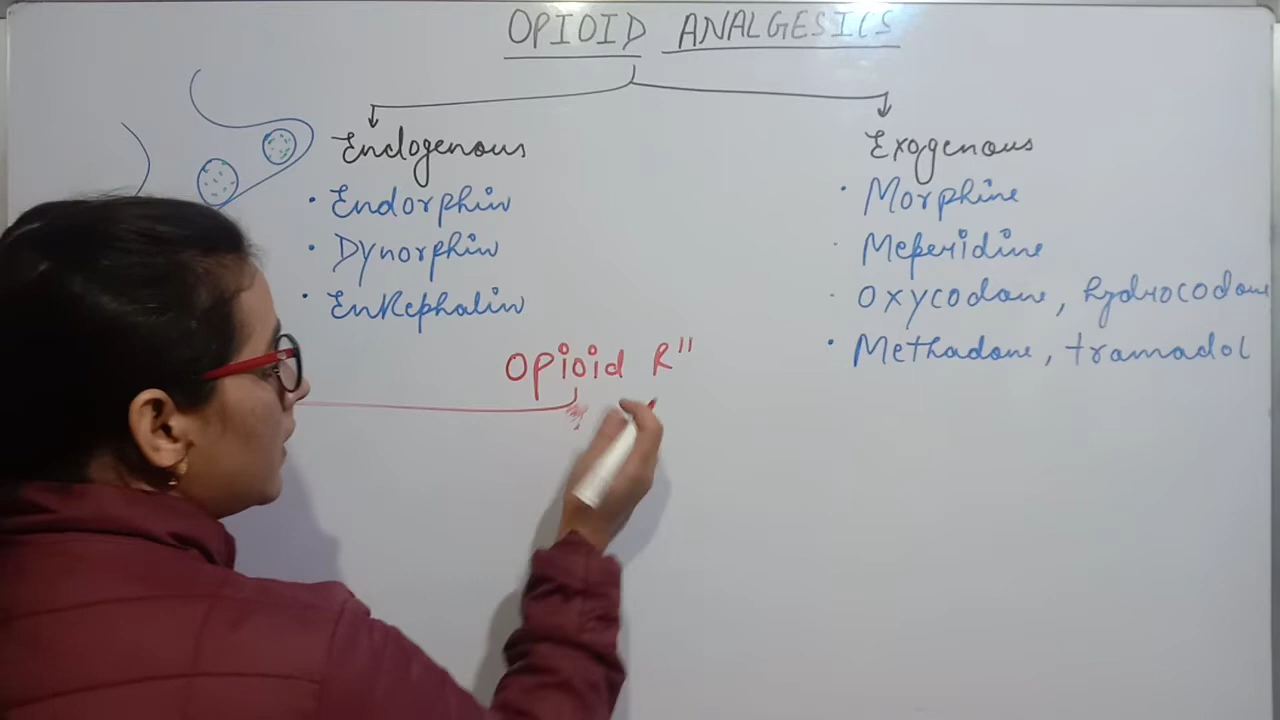 OPIOID ANALGESICS
Endogenous
• Endorphin
• Dynorphin
• Enkephalin
Exogenous
• Morphine
• Meperidine
• Oxycodone, hydrocodone
• Methadone, tramadol
Opioid R"